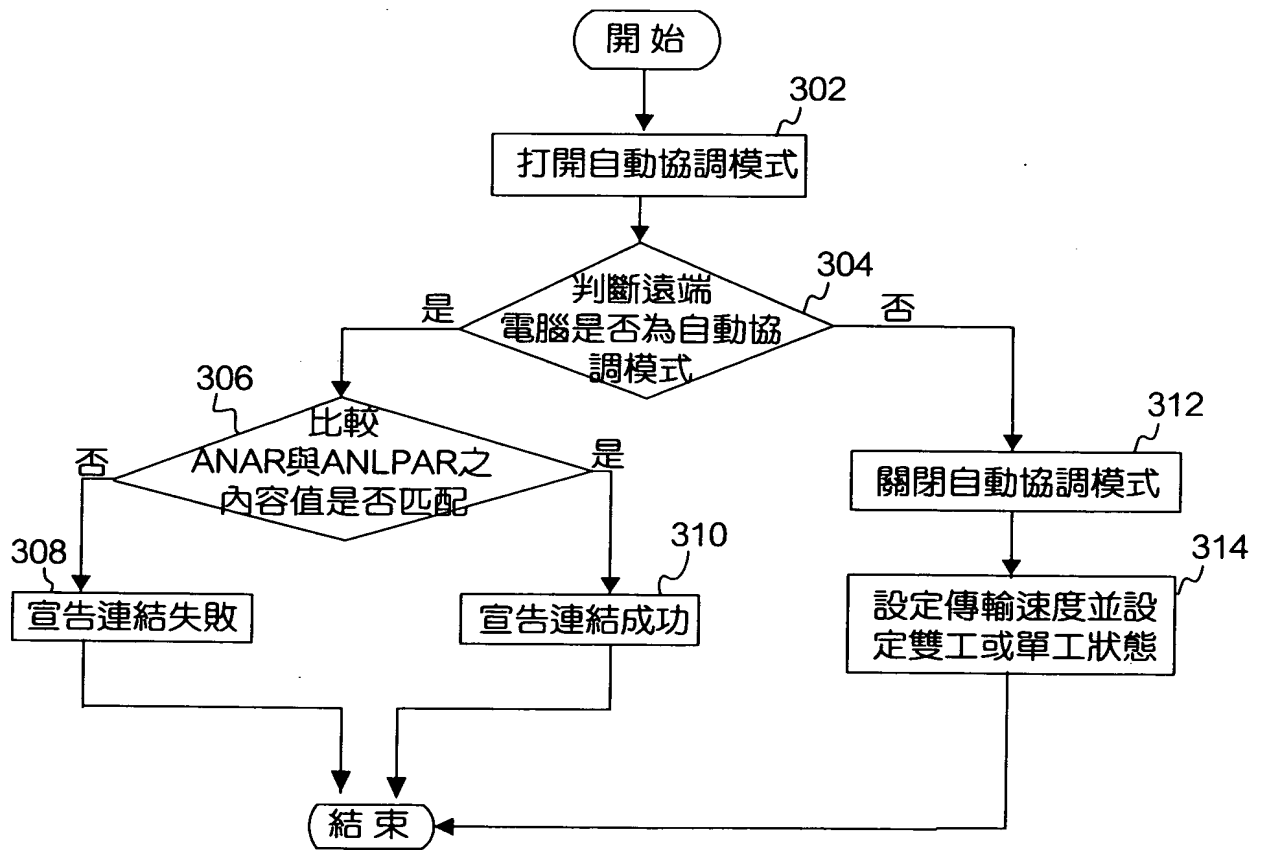 開始
302
打開自動協調模式
304
判斷遠端
電腦是否為自動協
調模式
是
否
306
比較
ANAR與ANLPAR之
內容值是否匹配
否
是
312
關閉自動協調模式
308
宣告連結失敗
310
宣告連結成功
314
設定傳輸速度並設
定雙工或單工狀態
結束